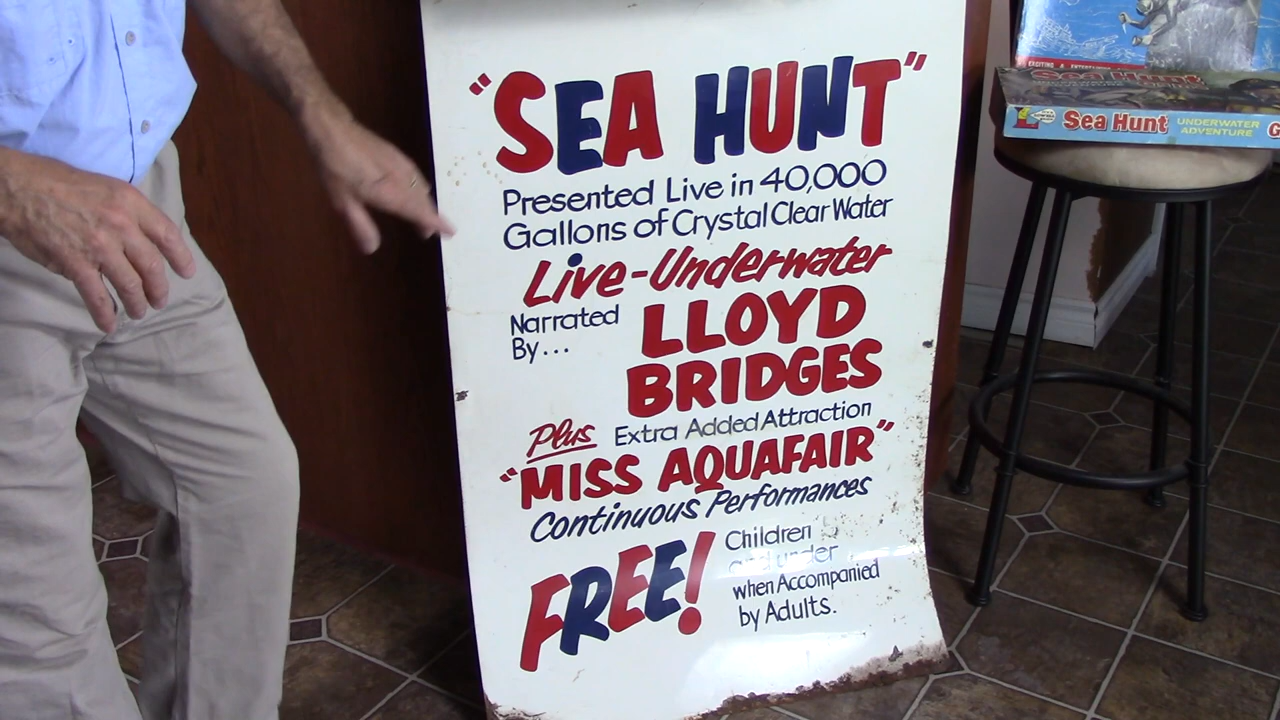 "SEA HUNT"
Presented Live in 40,000
Gallons of Crystal Clear Water
Live-Underwater
Narrated
By...
LLOYD
BRIDGES
Plus Extra Added Attraction
"MISS AQUAFAIR"
Continuous Performances
FREE!
Children
and under
when Accompanied
by Adults.
Sea Hunt
L
Sea Hunt
UNDERWATER
ADVENTURE
G